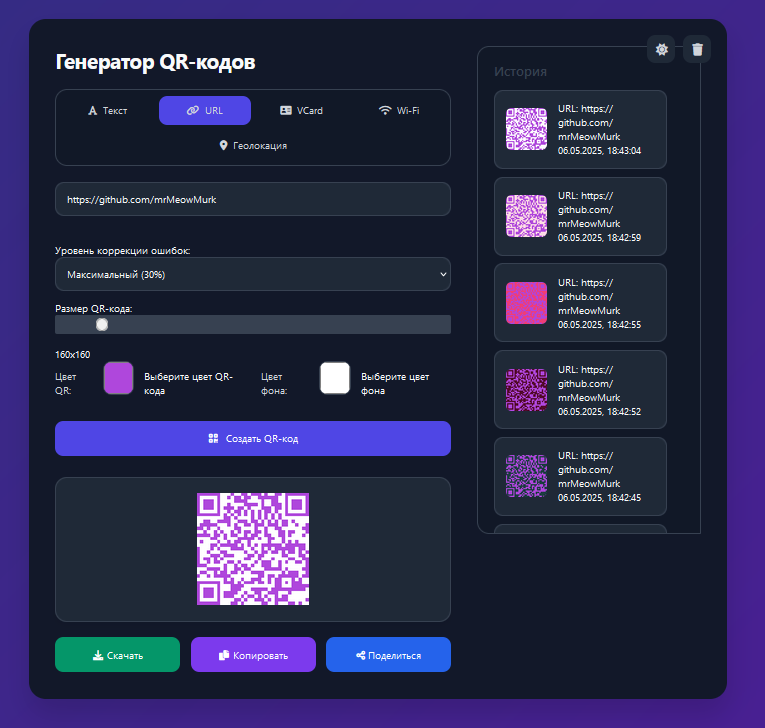 Генератор QR-кодов
Текст
URL
VCard
Wi-Fi
Геолокация
https://github.com/mrMeowMurk
Уровень коррекции ошибок:
Максимальный (30%)
Размер QR-кода:
160x160
Цвет
QR:
Выберите цвет QR-
кода
Цвет
фона:
Выберите цвет
фона
Создать QR-код
Скачать
Копировать
Поделиться
История
URL: https://
github.com/
mrMeowMurk
06.05.2025, 18:43:04
URL: https://
github.com/
mrMeowMurk
06.05.2025, 18:42:59
URL: https://
github.com/
mrMeowMurk
06.05.2025, 18:42:55
URL: https://
github.com/
mrMeowMurk
06.05.2025, 18:42:52
URL: https://
github.com/
mrMeowMurk
06.05.2025, 18:42:45